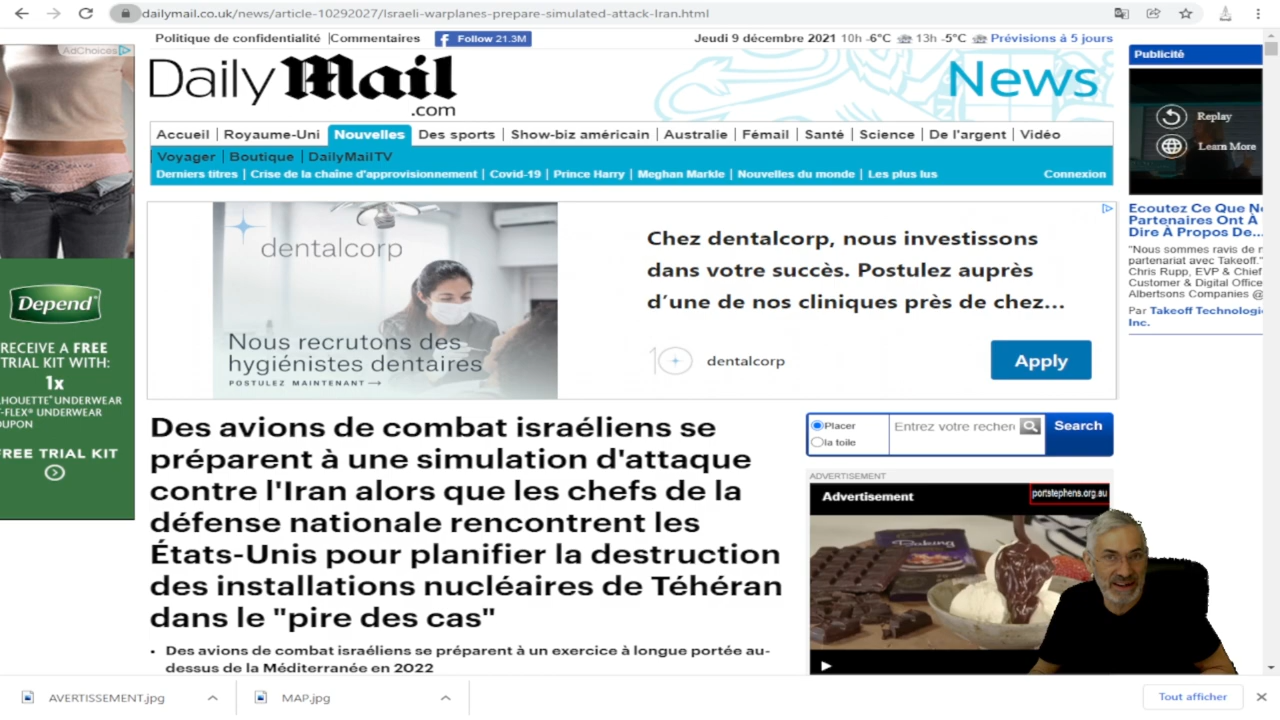 dailymail.co.uk/news/article-10292027/Israeli-warplanes-prepare-simulated-attack-Iran.html
AdChoices
Politique de confidentialité |Commentaires
Follow 21.3M
Jeudi 9 décembre 2021 10h -6°C 13h -5°C Prévisions à 5 jours
Daily Mail
.com
News
Accueil | Royaume-Uni | Nouvelles | Des sports | Show-biz américain | Australie | Fémail | Santé | Science | De l'argent | Vidéo
Voyager | Boutique | DailyMailTV
Derniers titres | Crise de la chaîne d'approvisionnement | Covid-19 | Prince Harry | Meghan Markle | Nouvelles du monde | Les plus lus
Connexion
Publicité
Replay
Learn More
Ecoutez Ce Que
Partenaires Ont À
Dire À Propos De...
"Nous sommes ravis de
partenariat avec Takeoff."
Chris Rupp, EVP & Chief
Customer & Digital Office
Albertsons Companies @
Par Takeoff Technologi
Inc.
dentalcorp
Nous recrutons des
hygiénistes dentaires
POSTULEZ MAINTENANT
Chez dentalcorp, nous investissons
dans votre succès. Postulez auprès
d’une de nos cliniques près de chez...
dentalcorp
Apply
Depend
RECEIVE A FREE
TRIAL KIT WITH:
1x
LHOUETTE® UNDERWEAR
T-FLEX® UNDERWEAR
OUPON
FREE TRIAL KIT
Des avions de combat israéliens se
préparent à une simulation d'attaque
contre l'Iran alors que les chefs de la
défense nationale rencontrent les
États-Unis pour planifier la destruction
des installations nucléaires de Téhéran
dans le "pire des cas"
• Des avions de combat israéliens se préparent à un exercice à longue portée au-
dessus de la Méditerranée en 2022
Placer
la toile
Entrez votre recher
Search
ADVERTISEMENT
Advertisement
portstephens.org.au
Baking
AVERTISSEMENT.jpg
MAP.jpg
Tout afficher